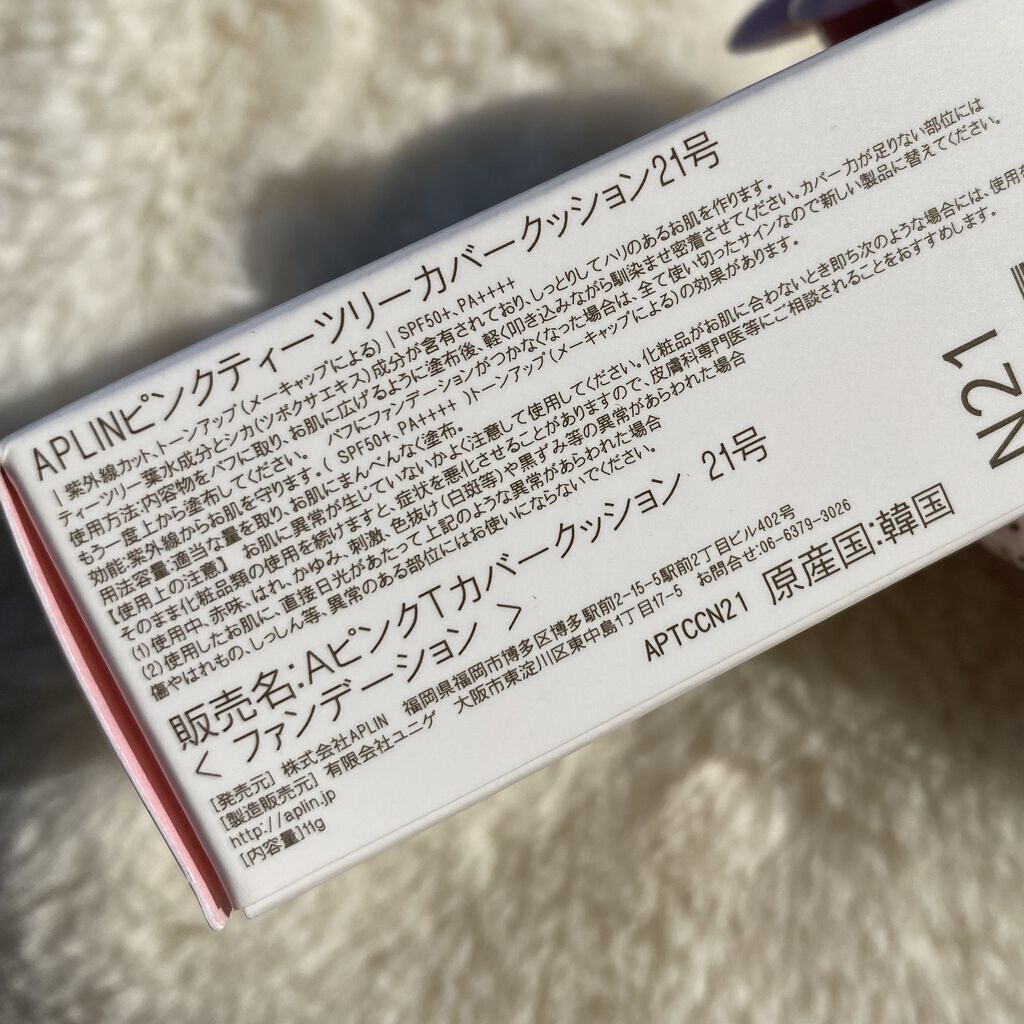 APLINピンクティーツリーカバークッション21号
| 紫外線カット、トーンアップ(メーキャップによる) | SPF50+、PA++++
ティーツリー葉水成分とシカ(ツボクサエキス)成分が含有されており、しっとりしてハリのあるお肌を作ります。
使用方法:内容物をパフに取り、お肌に広げるように塗布後、軽く叩き込みながら馴染ませ密着させてください。カバー力が足りない部位には
もう一度上から塗布してください。 パフにファンデーションがつかなくなった場合は、全て使い切ったサインなので新しい製品に替えてください。
効能:紫外線からお肌を守ります。( SPF50+、PA++++ )トーンアップ(メーキャップによる)の効果があります。
用法容量:適当な量を取り、お肌にまんべんなく塗布。
【使用上の注意】 お肌に異常が生じていないかよく注意して使用してください。化粧品がお肌に合わないとき即ち次のような場合には、使用を
そのまま化粧品類の使用を続けますと、症状を悪化させることがありますので、皮膚科専門医等にご相談されることをおすすめします。
(1)使用中、赤味、はれ、かゆみ、刺激、色抜け(白斑等)や黒ずみ等の異常があらわれた場合
(2)使用したお肌に、直接日光があたって上記のような異常があらわれた場合
傷やはれもの、しっしん等、異常のある部位にはお使いにならないでください。
販売名:AピンクTカバークッション 21号
< ファンデーション >
[発売元] 株式会社APLIN 福岡県福岡市博多区博多駅前2-15-5駅前2丁目ビル402号
[製造販売元] 有限会社ユニゲ 大阪市東淀川区東中島1丁目17-5 お問合せ:06-6379-3026
http://aplin.jp
[内容量]11g
APTCCN21
原産国:韓国
N21